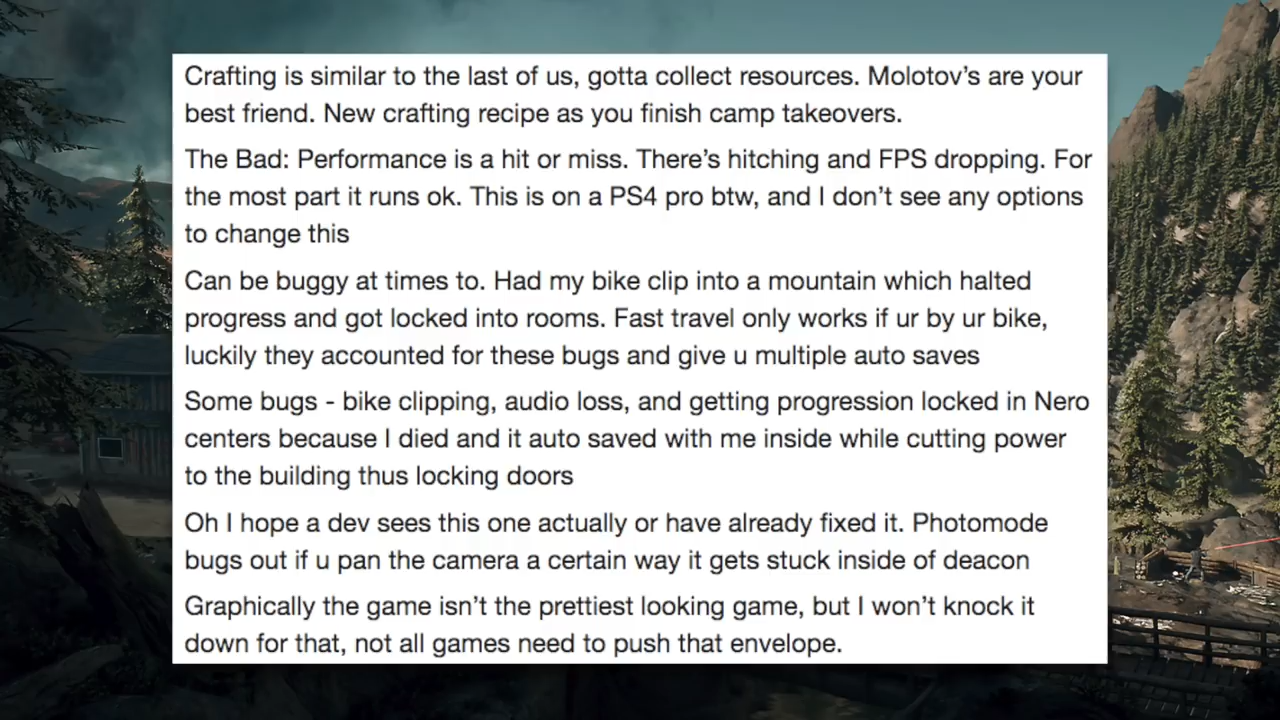 Crafting is similar to the last of us, gotta collect resources. Molotov’s are your
best friend. New crafting recipe as you finish camp takeovers.
The Bad: Performance is a hit or miss. There’s hitching and FPS dropping. For
the most part it runs ok. This is on a PS4 pro btw, and I don’t see any options
to change this
Can be buggy at times to. Had my bike clip into a mountain which halted
progress and got locked into rooms. Fast travel only works if ur by ur bike,
luckily they accounted for these bugs and give u multiple auto saves
Some bugs - bike clipping, audio loss, and getting progression locked in Nero
centers because I died and it auto saved with me inside while cutting power
to the building thus locking doors
Oh I hope a dev sees this one actually or have already fixed it. Photomode
bugs out if u pan the camera a certain way it gets stuck inside of deacon
Graphically the game isn’t the prettiest looking game, but I won’t knock it
down for that, not all games need to push that envelope.